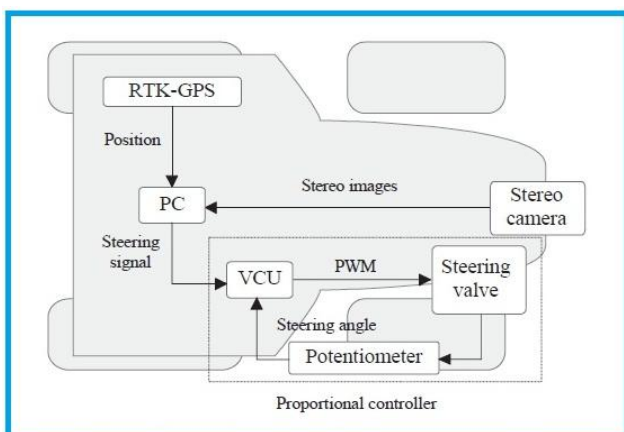 RTK-GPS
Position
Stereo images
PC
Stereo
camera
Steering
signal
VCU
PWM
Steering
valve
Steering angle
Potentiometer
Proportional controller